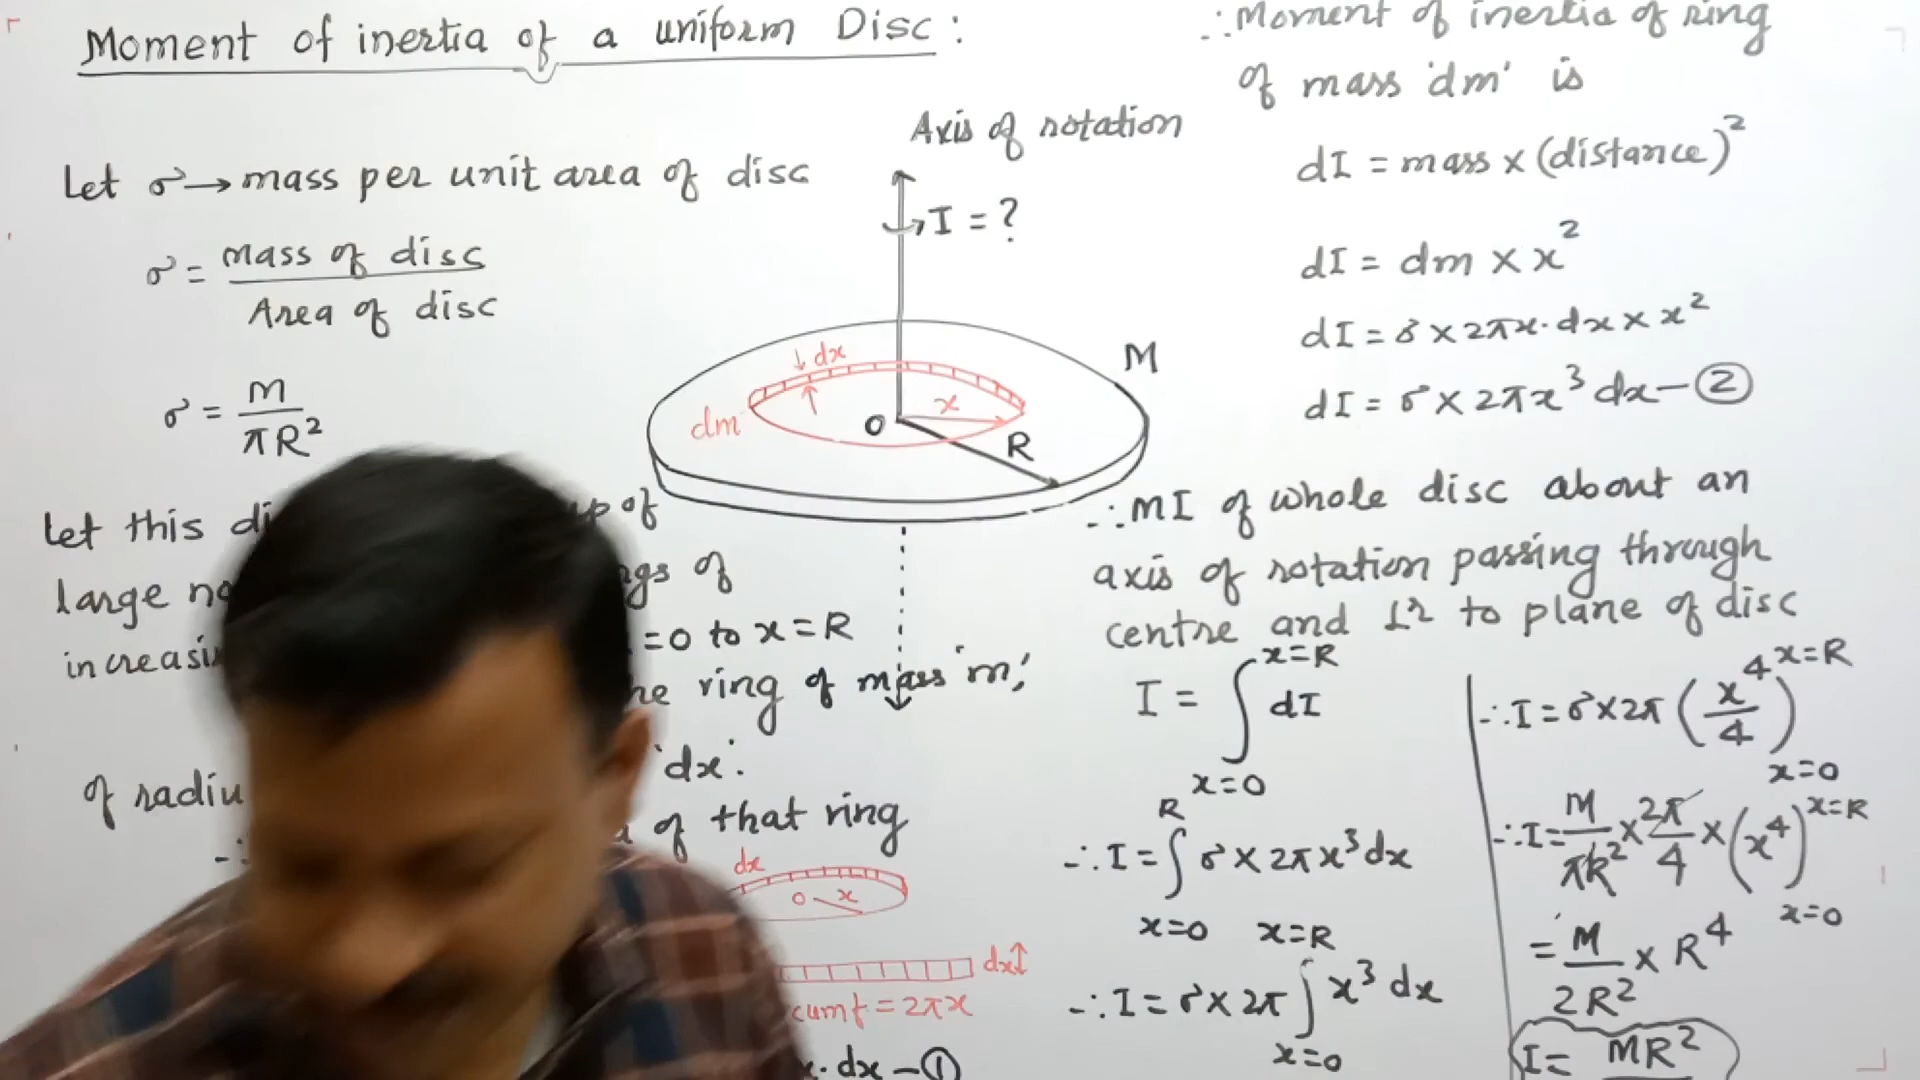 Moment of inertia of a uniform Disc :
Let σ → mass per unit area of disc
σ = mass of disc / Area of disc
σ = M / πR²
Let this
large
of
of
=0 to x=R
ring of mass 'm',
'dx'.
of that ring
dx
o x
dx↕
cumf = 2πx
dx —①
Axis of rotation
I = ?
↓dx
M
dm
x
O
R
∴ Moment of inertia of ring
of mass 'dm' is
dI = mass × (distance)²
dI = dm × x²
dI = σ × 2πx·dx × x²
dI = σ × 2πx³ dx —②
∴ MI of whole disc about an
axis of rotation passing through
centre and ⊥ʳ to plane of disc
I = ∫_{x=0}^{x=R} dI
∴ I = ∫_{x=0}^{R} σ × 2πx³dx
∴ I = σ × 2π ∫_{x=0}^{x=R} x³ dx
∴ I = σ × 2π (x⁴/4)_{x=0}^{x=R}
∴ I = M/πR² × 2π/4 × (x⁴)_{x=0}^{x=R}
= M/2R² × R⁴
I = MR²